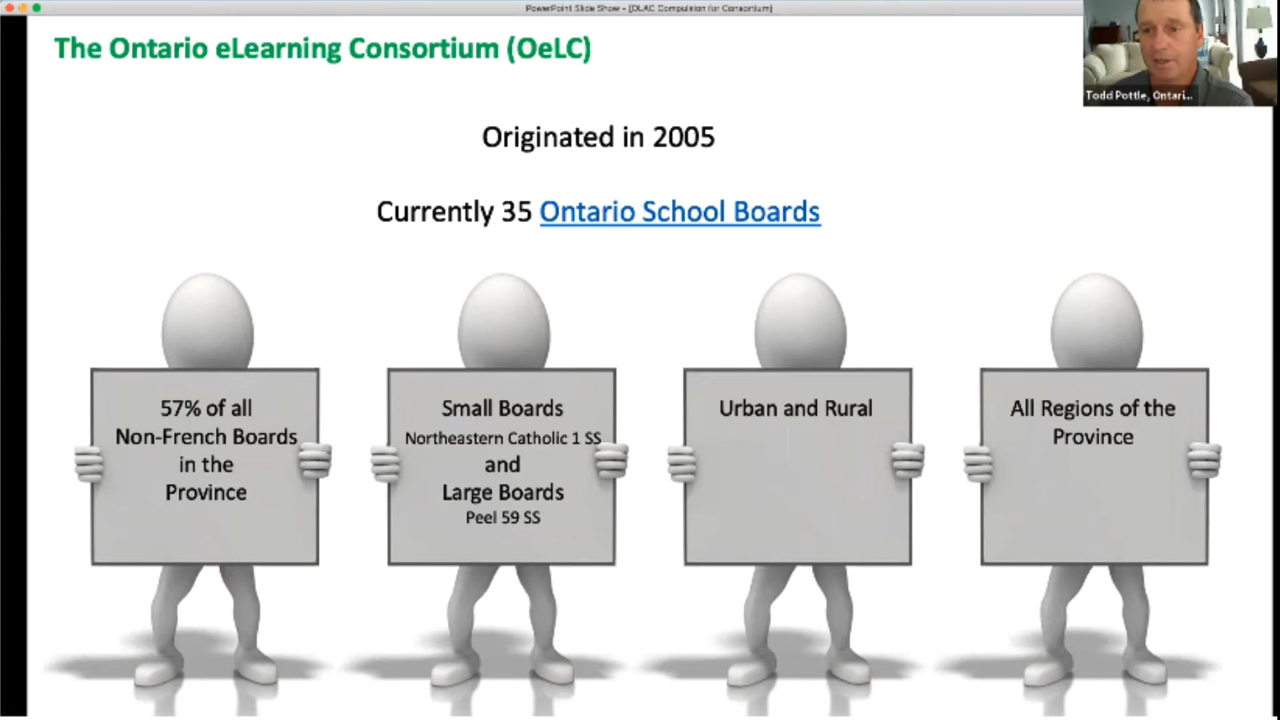 PowerPoint Slide Show - [DLAC Compulsion for Consortium]
The Ontario eLearning Consortium (OeLC)
Todd Pottle, Ontari...
Originated in 2005
Currently 35 Ontario School Boards
57% of all
Non-French Boards
in the
Province
Small Boards
Northeastern Catholic 1 SS
and
Large Boards
Peel 59 SS
Urban and Rural
All Regions of the
Province